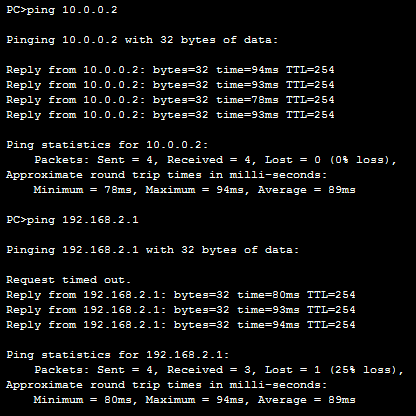 PC>ping 10.0.0.2
Pinging 10.0.0.2 with 32 bytes of data:
Reply from 10.0.0.2: bytes=32 time=94ms TTL=254
Reply from 10.0.0.2: bytes=32 time=93ms TTL=254
Reply from 10.0.0.2: bytes=32 time=78ms TTL=254
Reply from 10.0.0.2: bytes=32 time=93ms TTL=254
Ping statistics for 10.0.0.2:
    Packets: Sent = 4, Received = 4, Lost = 0 (0% loss),
Approximate round trip times in milli-seconds:
    Minimum = 78ms, Maximum = 94ms, Average = 89ms
PC>ping 192.168.2.1
Pinging 192.168.2.1 with 32 bytes of data:
Request timed out.
Reply from 192.168.2.1: bytes=32 time=80ms TTL=254
Reply from 192.168.2.1: bytes=32 time=93ms TTL=254
Reply from 192.168.2.1: bytes=32 time=94ms TTL=254
Ping statistics for 192.168.2.1:
    Packets: Sent = 4, Received = 3, Lost = 1 (25% loss),
Approximate round trip times in milli-seconds:
    Minimum = 80ms, Maximum = 94ms, Average = 89ms